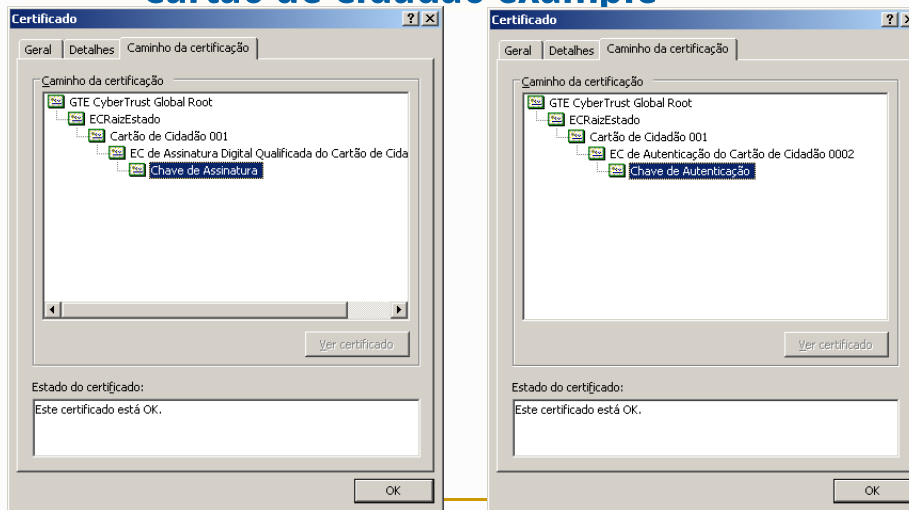 Cartão de Cidadão example
Certificado
Geral Detalhes Caminho da certificação
Caminho da certificação
GTE CyberTrust Global Root
ECRaizEstado
Cartão de Cidadão 001
EC de Assinatura Digital Qualificada do Cartão de Cida
Chave de Assinatura
Ver certificado
Estado do certificado:
Este certificado está OK.
OK
Certificado
Geral Detalhes Caminho da certificação
Caminho da certificação
GTE CyberTrust Global Root
ECRaizEstado
Cartão de Cidadão 001
EC de Autenticação do Cartão de Cidadão 0002
Chave de Autenticação
Ver certificado
Estado do certificado:
Este certificado está OK.
OK